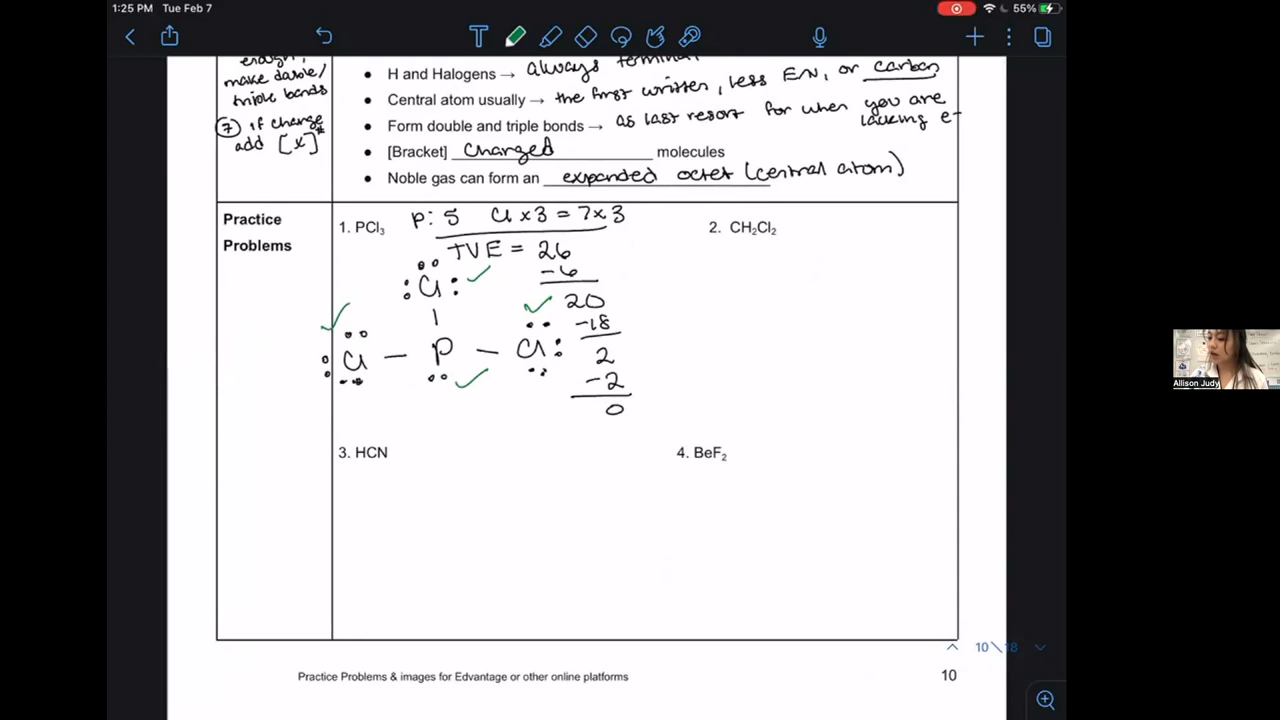 1:25 PM Tue Feb 7
55%
make double/
triple bonds
⑦ if charge
add [x]#
• H and Halogens → always terminal
• Central atom usually → the first written, less EN, or carbon
• Form double and triple bonds → as last resort for when you are
lacking e-
• [Bracket] charged molecules
• Noble gas can form an expanded octet (central atom)
Practice
Problems
1. PCl₃ P: 5 Cl x 3 = 7 x 3
TVE = 26
-6
20
-18
2
-2
0
Cl
Cl - P - Cl
2. CH₂Cl₂
3. HCN
4. BeF₂
10\18
Practice Problems & images for Edvantage or other online platforms
10
Allison Judy